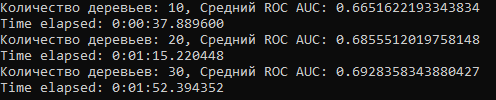 Количество деревьев: 10, Средний ROC AUC: 0.6651622193343834
Time elapsed: 0:00:37.889600
Количество деревьев: 20, Средний ROC AUC: 0.6855512019758148
Time elapsed: 0:01:15.220448
Количество деревьев: 30, Средний ROC AUC: 0.6928358343880427
Time elapsed: 0:01:52.394352